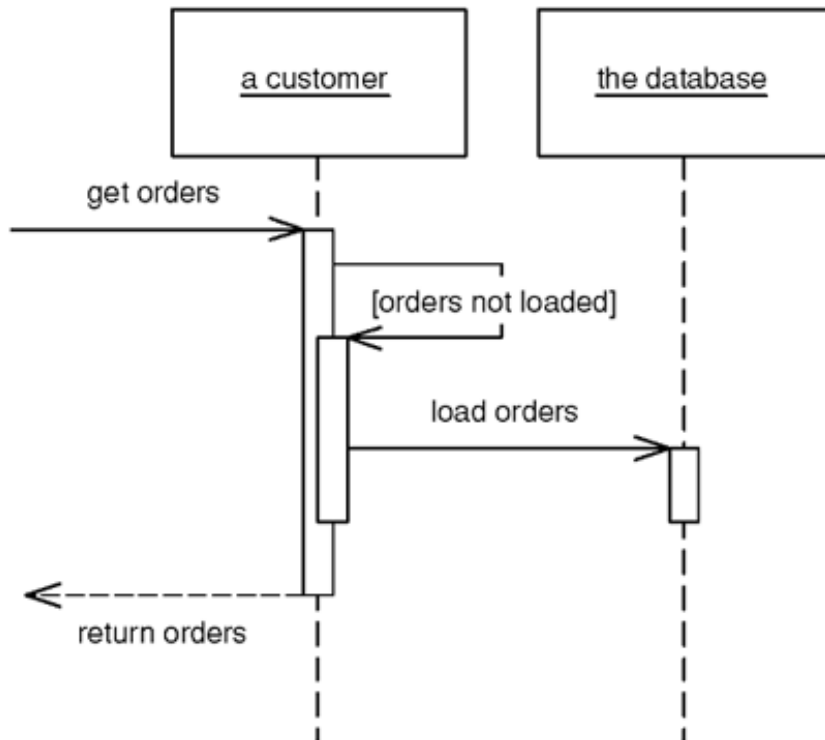 a customer
the database
get orders
[orders not loaded]
load orders
return orders